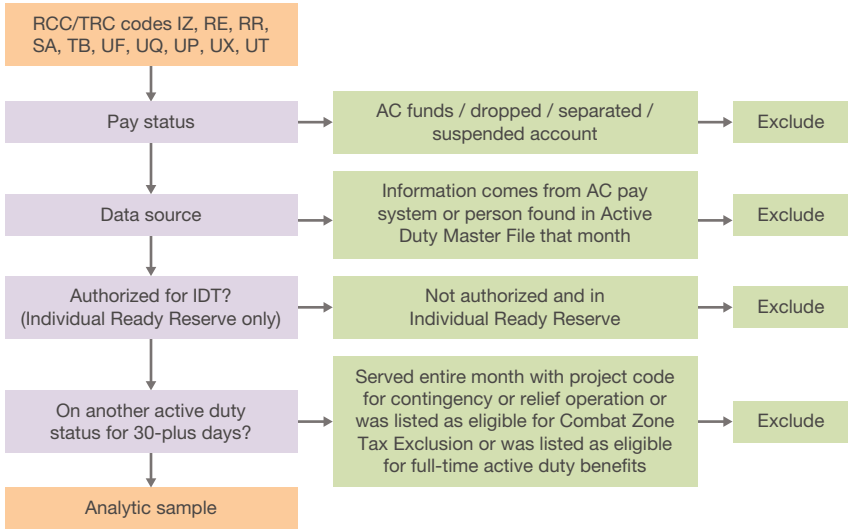 RCC/TRC codes IZ, RE, RR,
SA, TB, UF, UQ, UP, UX, UT
Pay status
AC funds / dropped / separated /
suspended account
Exclude
Data source
Information comes from AC pay
system or person found in Active
Duty Master File that month
Exclude
Authorized for IDT?
(Individual Ready Reserve only)
Not authorized and in
Individual Ready Reserve
Exclude
On another active duty
status for 30-plus days?
Served entire month with project code
for contingency or relief operation or
was listed as eligible for Combat Zone
Tax Exclusion or was listed as eligible
for full-time active duty benefits
Exclude
Analytic sample